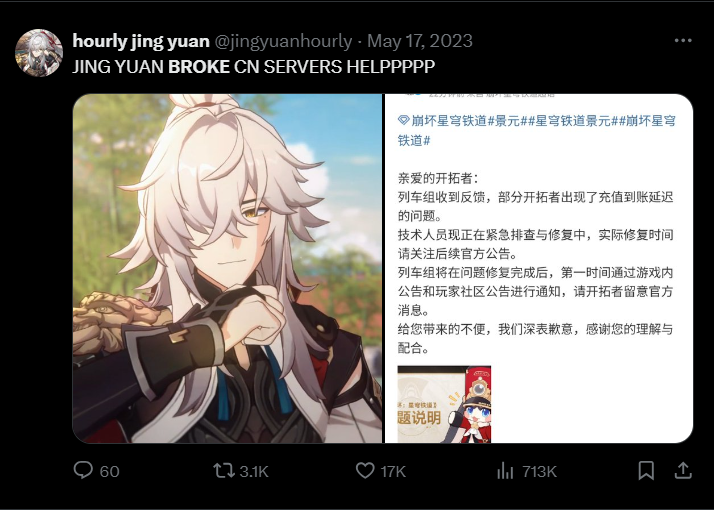 hourly jing yuan @jingyuanhourly · May 17, 2023
JING YUAN BROKE CN SERVERS HELPPPPP
崩坏星穹铁道#景元##星穹铁道景元##崩坏星穹
铁道#
亲爱的开拓者：
列车组收到反馈，部分开拓者出现了充值到账延迟
的问题。
技术人员现正在紧急排查与修复中，实际修复时间
请关注后续官方公告。
列车组将在问题修复完成后，第一时间通过游戏内
公告和玩家社区公告进行通知，请开拓者留意官方
消息。
给您带来的不便，我们深表歉意，感谢您的理解与
配合。
：星穹铁道】
题说明
60 3.1K 17K 713K